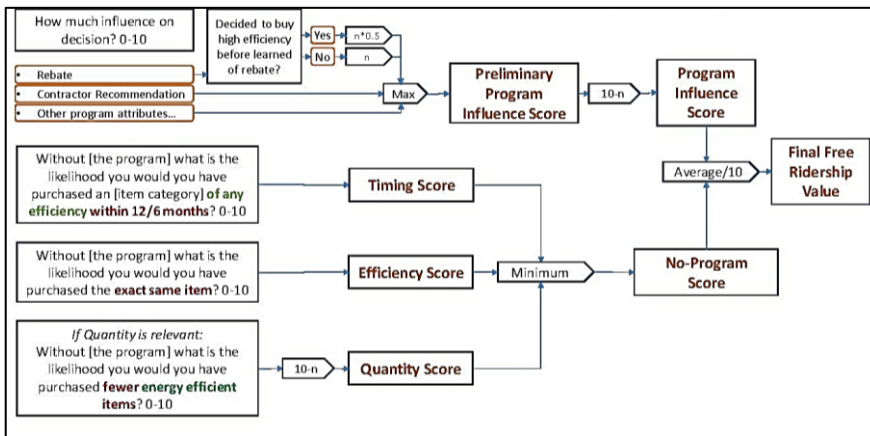 How much influence on
decision? 0-10
Decided to buy
high efficiency
before learned
of rebate?
Yes
n*0.5
No
n
• Rebate
• Contractor Recommendation
• Other program attributes...
Max
Preliminary
Program
Influence Score
10-n
Program
Influence
Score
Without [the program] what is the
likelihood you would you have
purchased an [item category] of any
efficiency within 12/6 months? 0-10
Timing Score
Average/10
Final Free
Ridership
Value
Without [the program] what is the
likelihood you would you have
purchased the exact same item? 0-10
Efficiency Score
Minimum
No-Program
Score
If Quantity is relevant:
Without [the program] what is the
likelihood you would you have
purchased fewer energy efficient
items? 0-10
10-n
Quantity Score